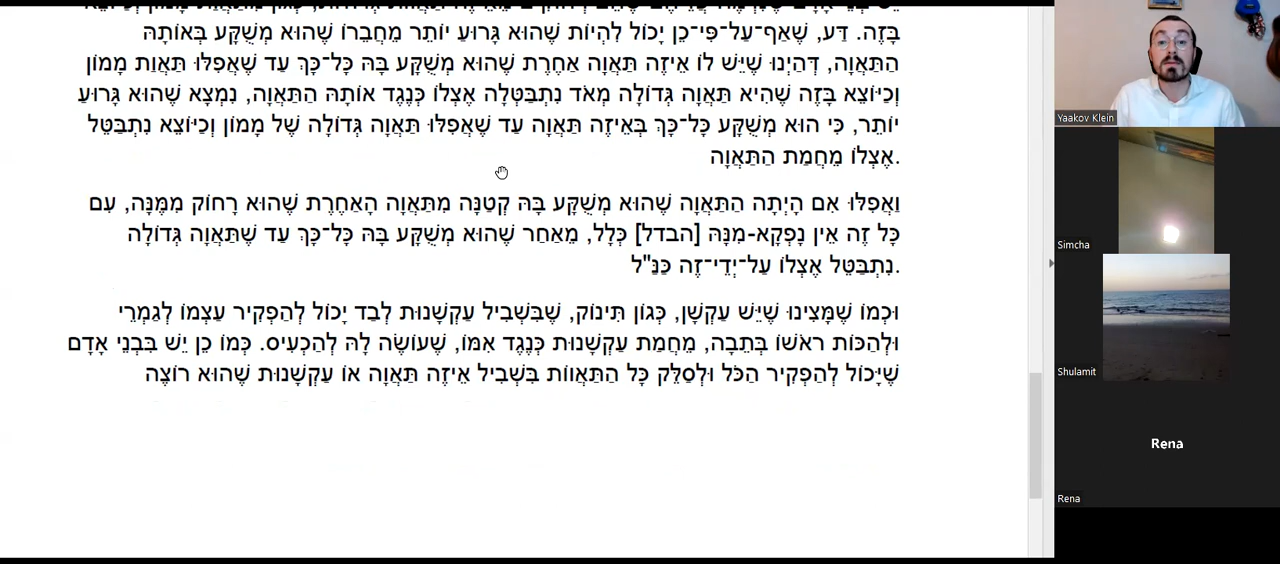 בָּזֶה. דַּע, שֶׁאַף־עַל־פִּי־כֵן יָכוֹל לִהְיוֹת שֶׁהוּא גָּרוּעַ יוֹתֵר מֵחֲבֵרוֹ שֶׁהוּא מְשֻׁקָּע בְּאוֹתָהּ
הַתַּאֲוָה, דְּהַיְנוּ שֶׁיֵּשׁ לוֹ אֵיזֶה תַּאֲוָה אַחֶרֶת שֶׁהוּא מְשֻׁקָּע בָּהּ כָּל־כָּךְ עַד שֶׁאֲפִלּוּ תַּאֲוַת מָמוֹן
וְכַיּוֹצֵא בָּזֶה שֶׁהִיא תַּאֲוָה גְּדוֹלָה מְאֹד נִתְבַּטְּלָה אֶצְלוֹ כְּנֶגֶד אוֹתָהּ הַתַּאֲוָה, נִמְצָא שֶׁהוּא גָּרוּעַ
יוֹתֵר, כִּי הוּא מְשֻׁקָּע כָּל־כָּךְ בְּאֵיזֶה תַּאֲוָה עַד שֶׁאֲפִלּוּ תַּאֲוָה גְּדוֹלָה שֶׁל מָמוֹן וְכַיּוֹצֵא נִתְבַּטֵּל
אֶצְלוֹ מֵחֲמַת הַתַּאֲוָה.
וַאֲפִלּוּ אִם הָיְתָה הַתַּאֲוָה שֶׁהוּא מְשֻׁקָּע בָּהּ קְטַנָּה מִתַּאֲוָה הָאַחֶרֶת שֶׁהוּא רָחוֹק מִמֶּנָּה, עִם
כָּל זֶה אֵין נָפְקָא-מִנָּהּ [הבדל] כְּלָל, מֵאַחַר שֶׁהוּא מְשֻׁקָּע בָּהּ כָּל־כָּךְ עַד שֶׁתַּאֲוָה גְּדוֹלָה
נִתְבַּטֵּל אֶצְלוֹ עַל־יְדֵי־זֶה כַּנַּ"ל.
וּכְמוֹ שֶׁמָּצִינוּ שֶׁיֵּשׁ עַקְשָׁן, כְּגוֹן תִּינוֹק, שֶׁבִּשְׁבִיל עַקְשָׁנוּת לְבַד יָכוֹל לְהַפְקִיר עַצְמוֹ לְגַמְרֵי
וּלְהַכּוֹת רֹאשׁוֹ בְּתֵבָה, מֵחֲמַת עַקְשָׁנוּת כְּנֶגֶד אִמּוֹ, שֶׁעוֹשֶׂה לָהּ לְהַכְעִיס. כְּמוֹ כֵן יֵשׁ בִּבְנֵי אָדָם
שֶׁיָּכוֹל לְהַפְקִיר הַכֹּל וּלְסַלֵּק כָּל הַתַּאֲווֹת בִּשְׁבִיל אֵיזֶה תַּאֲוָה אוֹ עַקְשָׁנוּת שֶׁהוּא רוֹצֶה
Yaakov Klein
Simcha
Shulamit
Rena
Rena